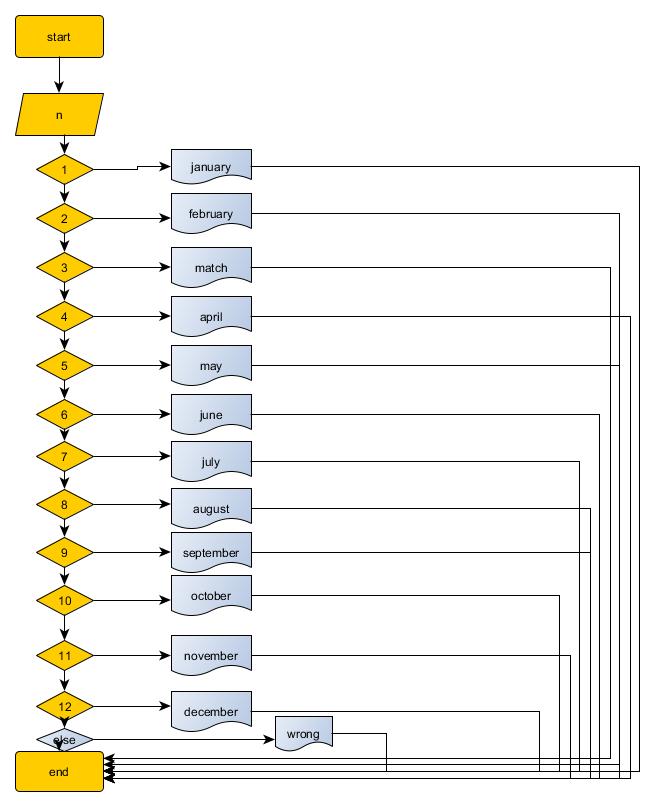 start
n
1
january
2
february
3
match
4
april
5
may
6
june
7
july
8
august
9
september
10
october
11
november
12
december
else
wrong
end